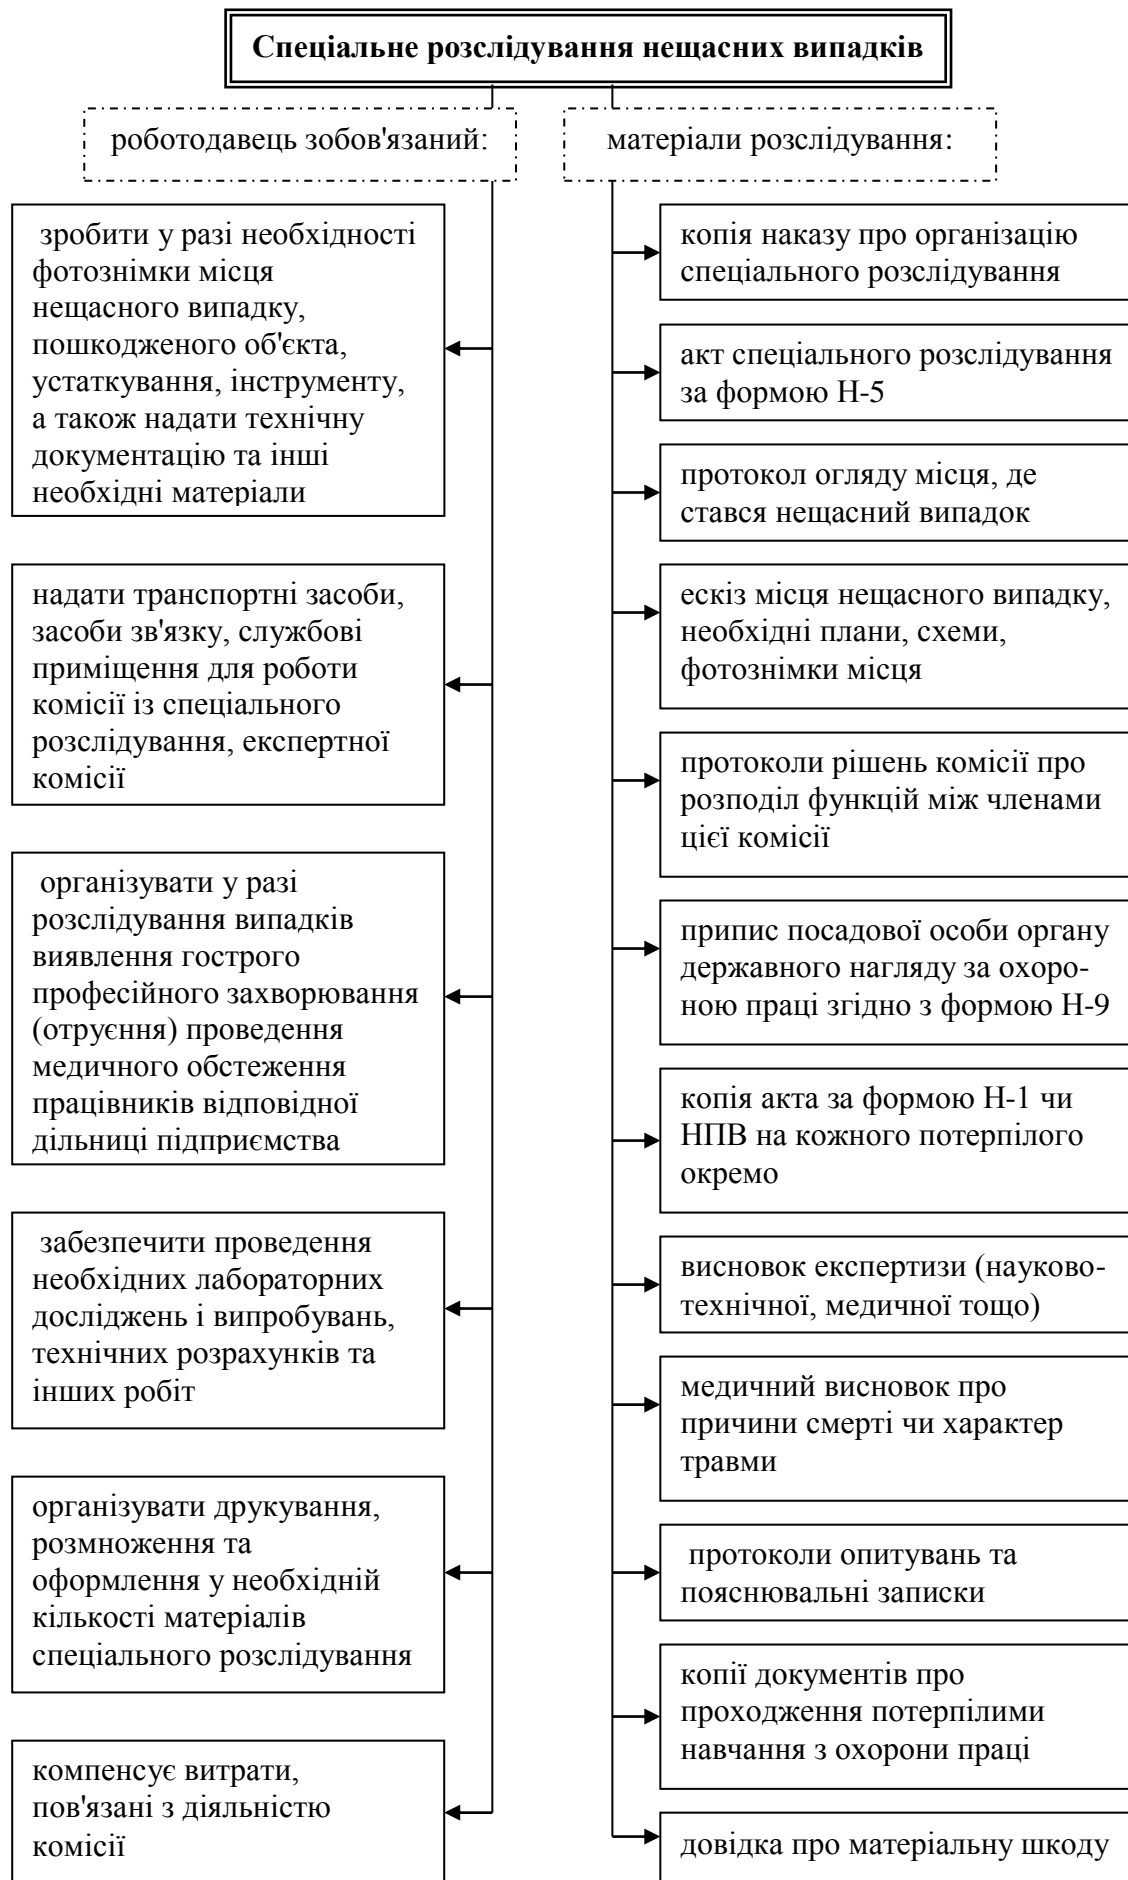 Спеціальне розслідування нещасних випадків
роботодавець зобов'язаний:
зробити у разі необхідності
фотознімки місця
нещасного випадку,
пошкодженого об'єкта,
устаткування, інструменту,
а також надати технічну
документацію та інші
необхідні матеріали
надати транспортні засоби,
засоби зв'язку, службові
приміщення для роботи
комісії із спеціального
розслідування, експертної
комісії
організувати у разі
розслідування випадків
виявлення гострого
професійного захворювання
(отруєння) проведення
медичного обстеження
працівників відповідної
дільниці підприємства
забезпечити проведення
необхідних лабораторних
досліджень і випробувань,
технічних розрахунків та
інших робіт
організувати друкування,
розмноження та
оформлення у необхідній
кількості матеріалів
спеціального розслідування
компенсує витрати,
пов'язані з діяльністю
комісії
матеріали розслідування:
копія наказу про організацію
спеціального розслідування
акт спеціального розслідування
за формою Н-5
протокол огляду місця, де
стався нещасний випадок
ескіз місця нещасного випадку,
необхідні плани, схеми,
фотознімки місця
протоколи рішень комісії про
розподіл функцій між членами
цієї комісії
припис посадової особи органу
державного нагляду за охоро-
ною праці згідно з формою Н-9
копія акта за формою Н-1 чи
НПВ на кожного потерпілого
окремо
висновок експертизи (науково-
технічної, медичної тощо)
медичний висновок про
причини смерті чи характер
травми
протоколи опитувань та
пояснювальні записки
копії документів про
проходження потерпілими
навчання з охорони праці
довідка про матеріальну шкоду